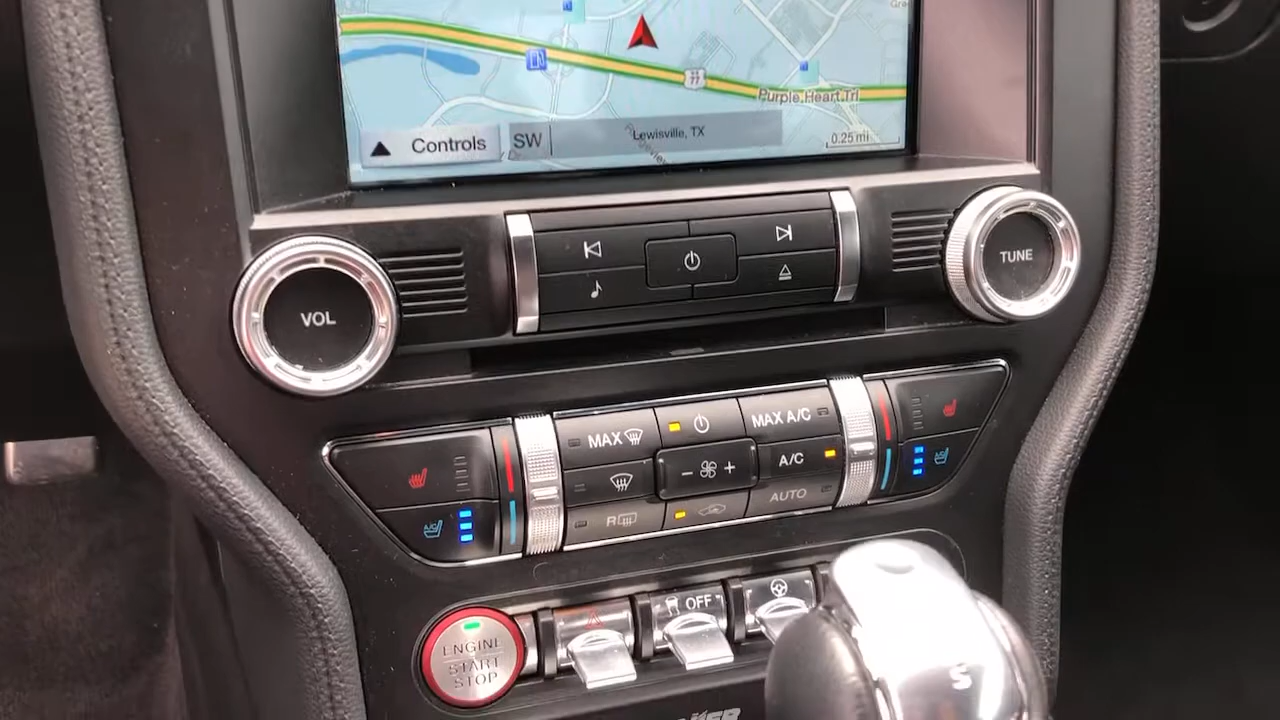 77
Purple Heart Trl
Controls
SW
Lewisville, TX
0.25 mi
VOL
TUNE
MAX
MAX A/C
A/C
A/C
R
AUTO
OFF
ENGINE
START
STOP
S